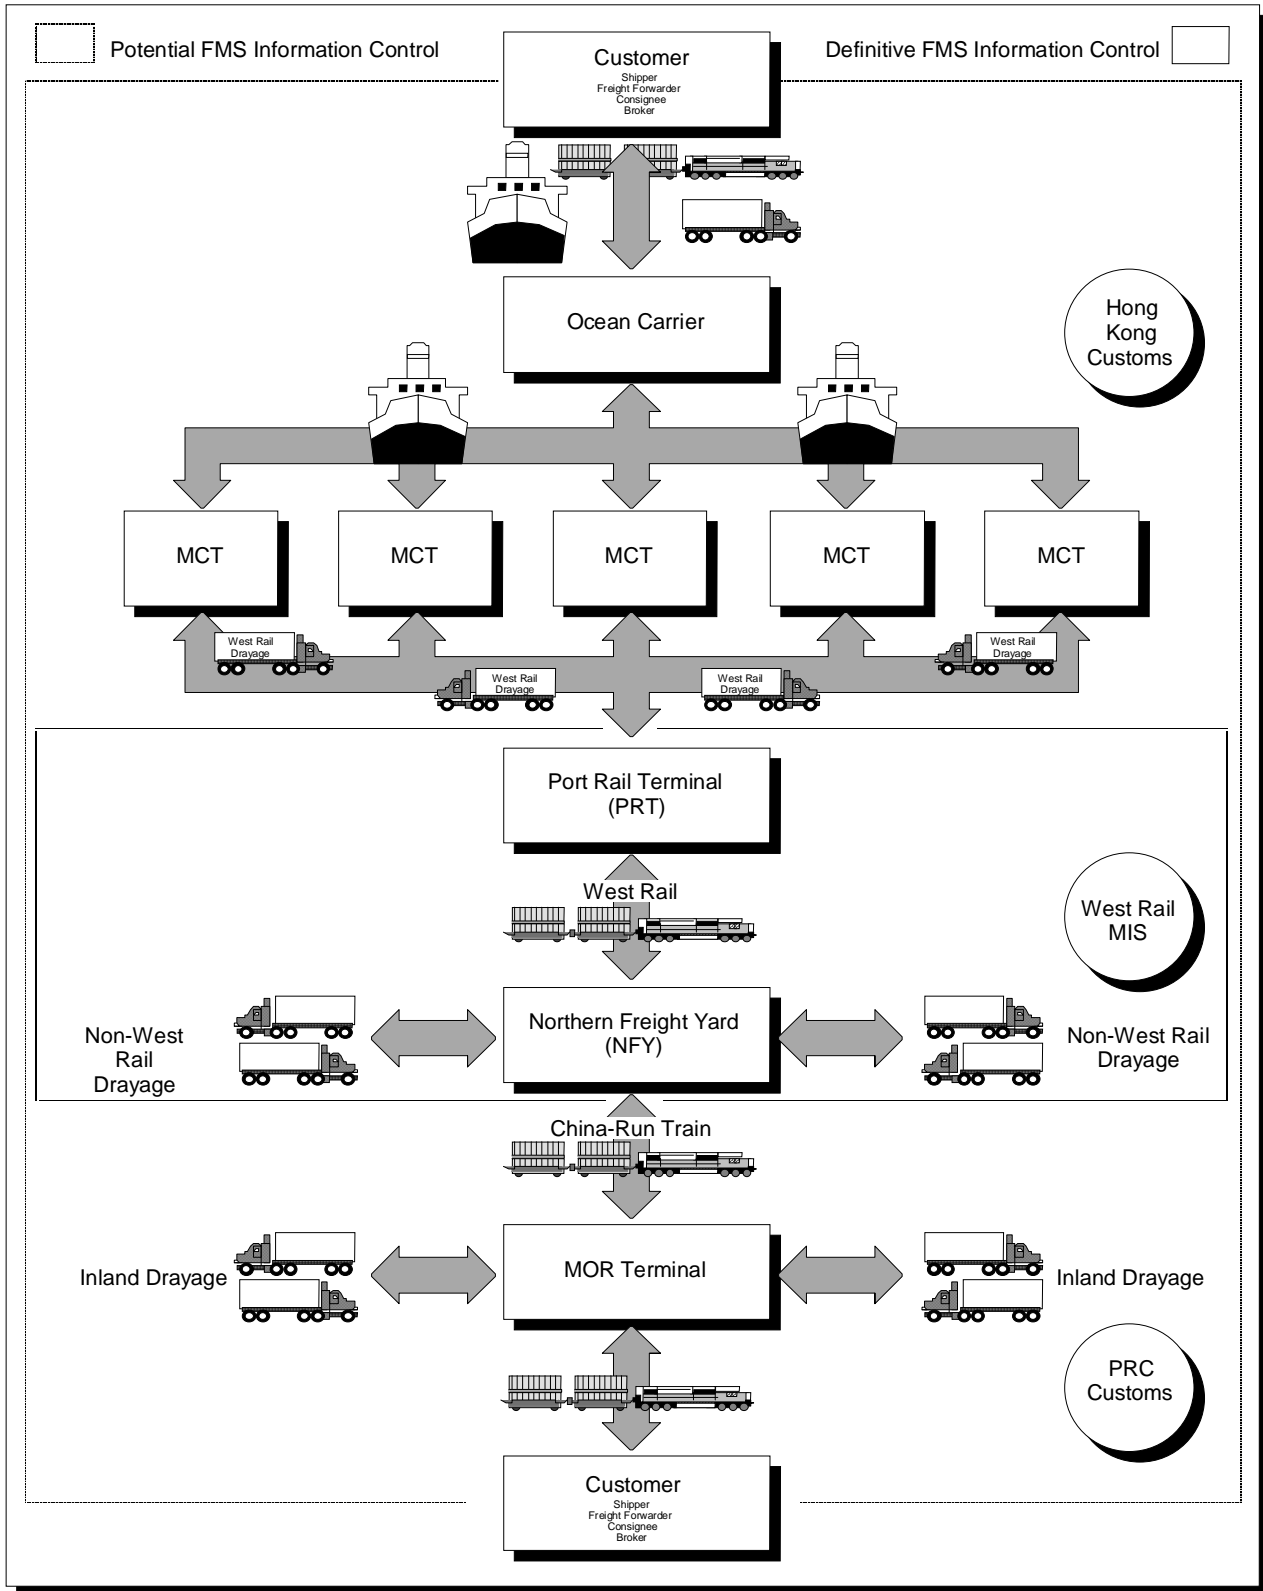 Potential FMS Information Control
Definitive FMS Information Control
Customer
Shipper
Freight Forwarder
Consignee
Broker
Ocean Carrier
Hong
Kong
Customs
MCT
MCT
MCT
MCT
MCT
West Rail
Drayage
West Rail
Drayage
West Rail
Drayage
West Rail
Drayage
Port Rail Terminal
(PRT)
West Rail
West Rail
MIS
Non-West
Rail
Drayage
Northern Freight Yard
(NFY)
Non-West Rail
Drayage
China-Run Train
Inland Drayage
MOR Terminal
Inland Drayage
PRC
Customs
Customer
Shipper
Freight Forwarder
Consignee
Broker